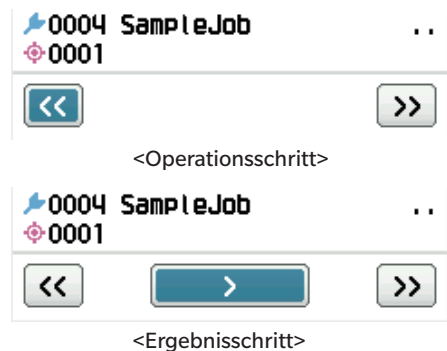 0004 SampleJob ..
0001
<< >>
<Operationsschritt>
0004 SampleJob ..
0001
<< > >>
<Ergebnisschritt>